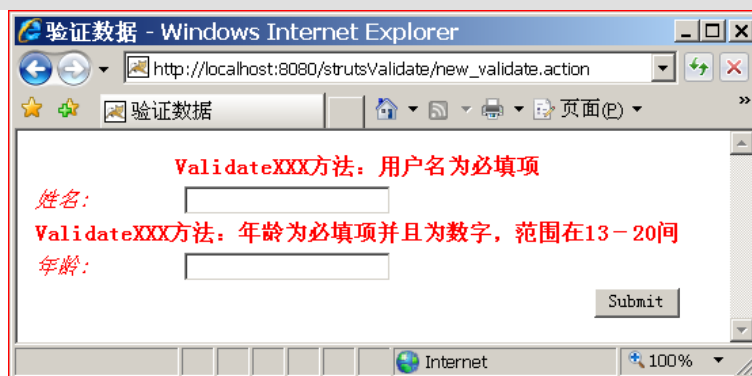 验证数据 - Windows Internet Explorer
http://localhost:8080/strutsValidate/new_validate.action
验证数据
页面(P)
»
ValidateXXX方法：用户名为必填项
姓名:
ValidateXXX方法：年龄为必填项并且为数字，范围在13－20间
年龄:
Submit
Internet
100%